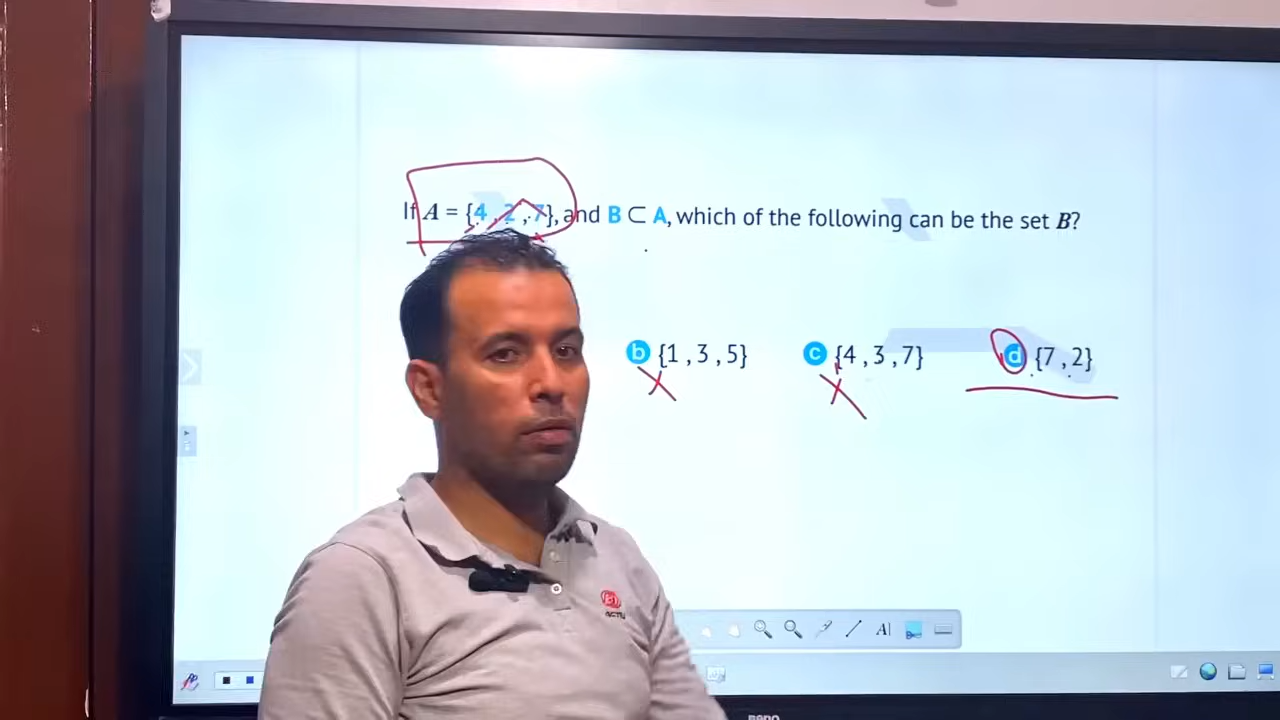 If A = {4 , 2 , 7}, and B ⊂ A, which of the following can be the set B?
b {1 , 3 , 5} c {4 , 3 , 7} d {7 , 2}
A
BenQ